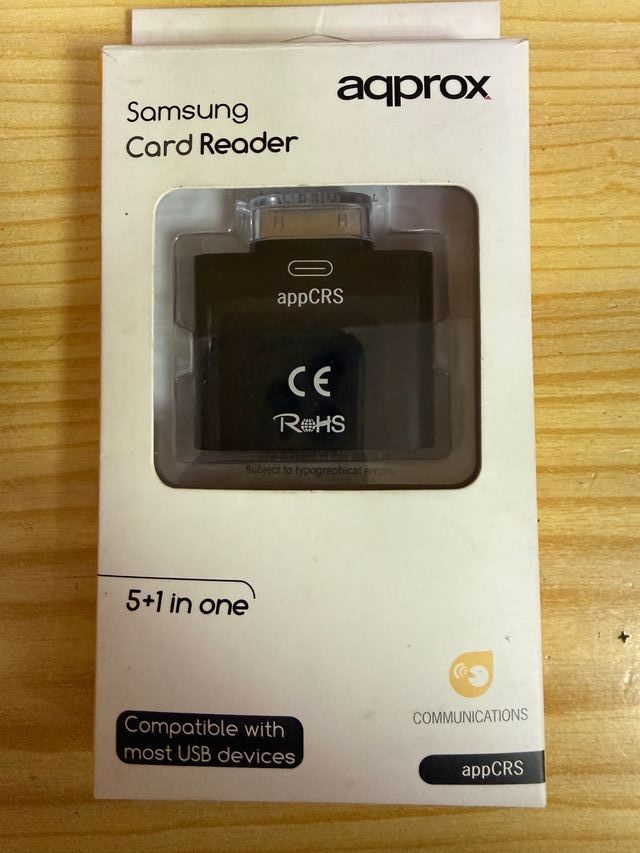 aqprox
Samsung
Card Reader
appCRS
CE
RoHS
subject to typographical errors
5+1 in one
COMMUNICATIONS
Compatible with
most USB devices
appCRS